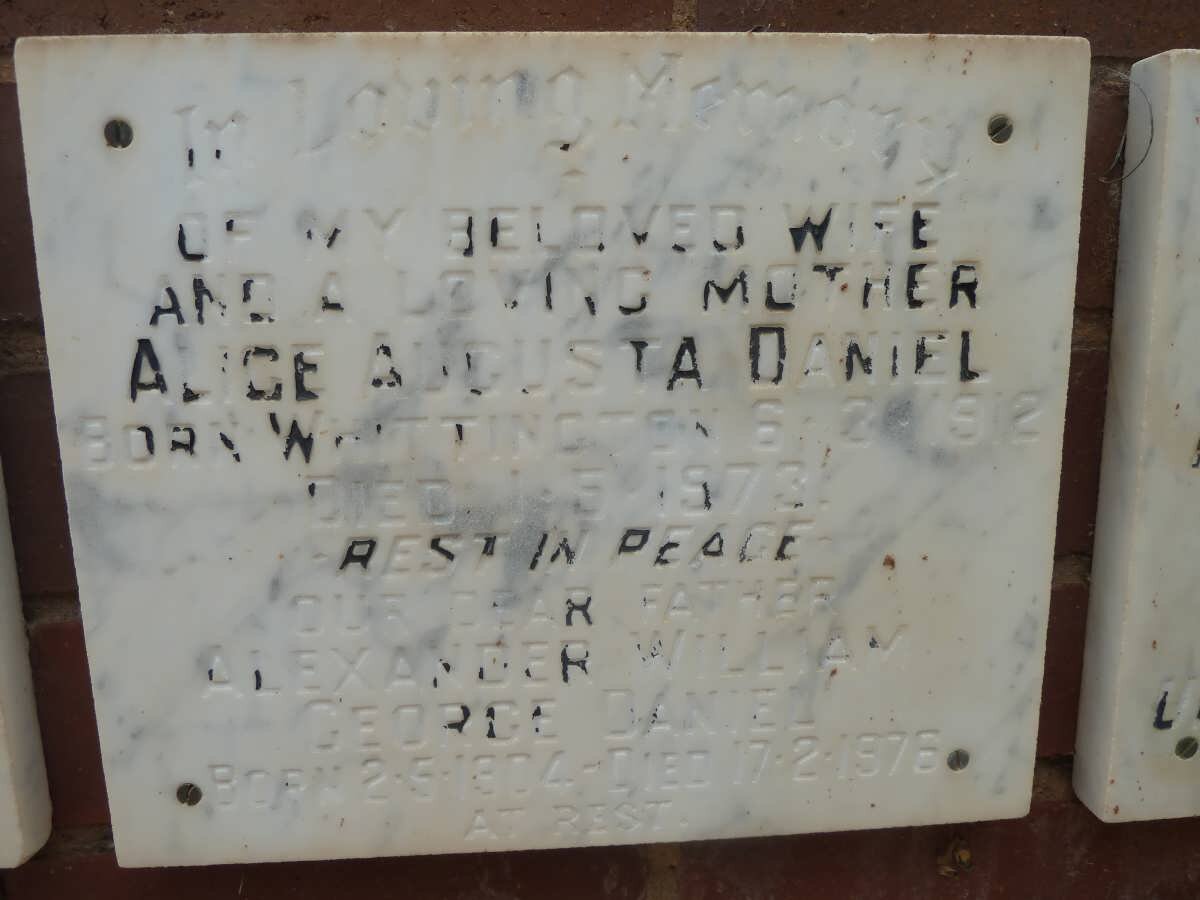 In Loving Memory
OF MY BELOVED WIFE
AND A LOVING MOTHER
ALICE AUGUSTA DANIEL
BORN WHITTINGTON 6·2·1912
DIED 1·5·1973.
-REST IN PEACE-
OUR DEAR FATHER
ALEXANDER WILLIAM
GEORGE DANIEL
BORN 2·5·1904-DIED 17·2·1976
AT REST.